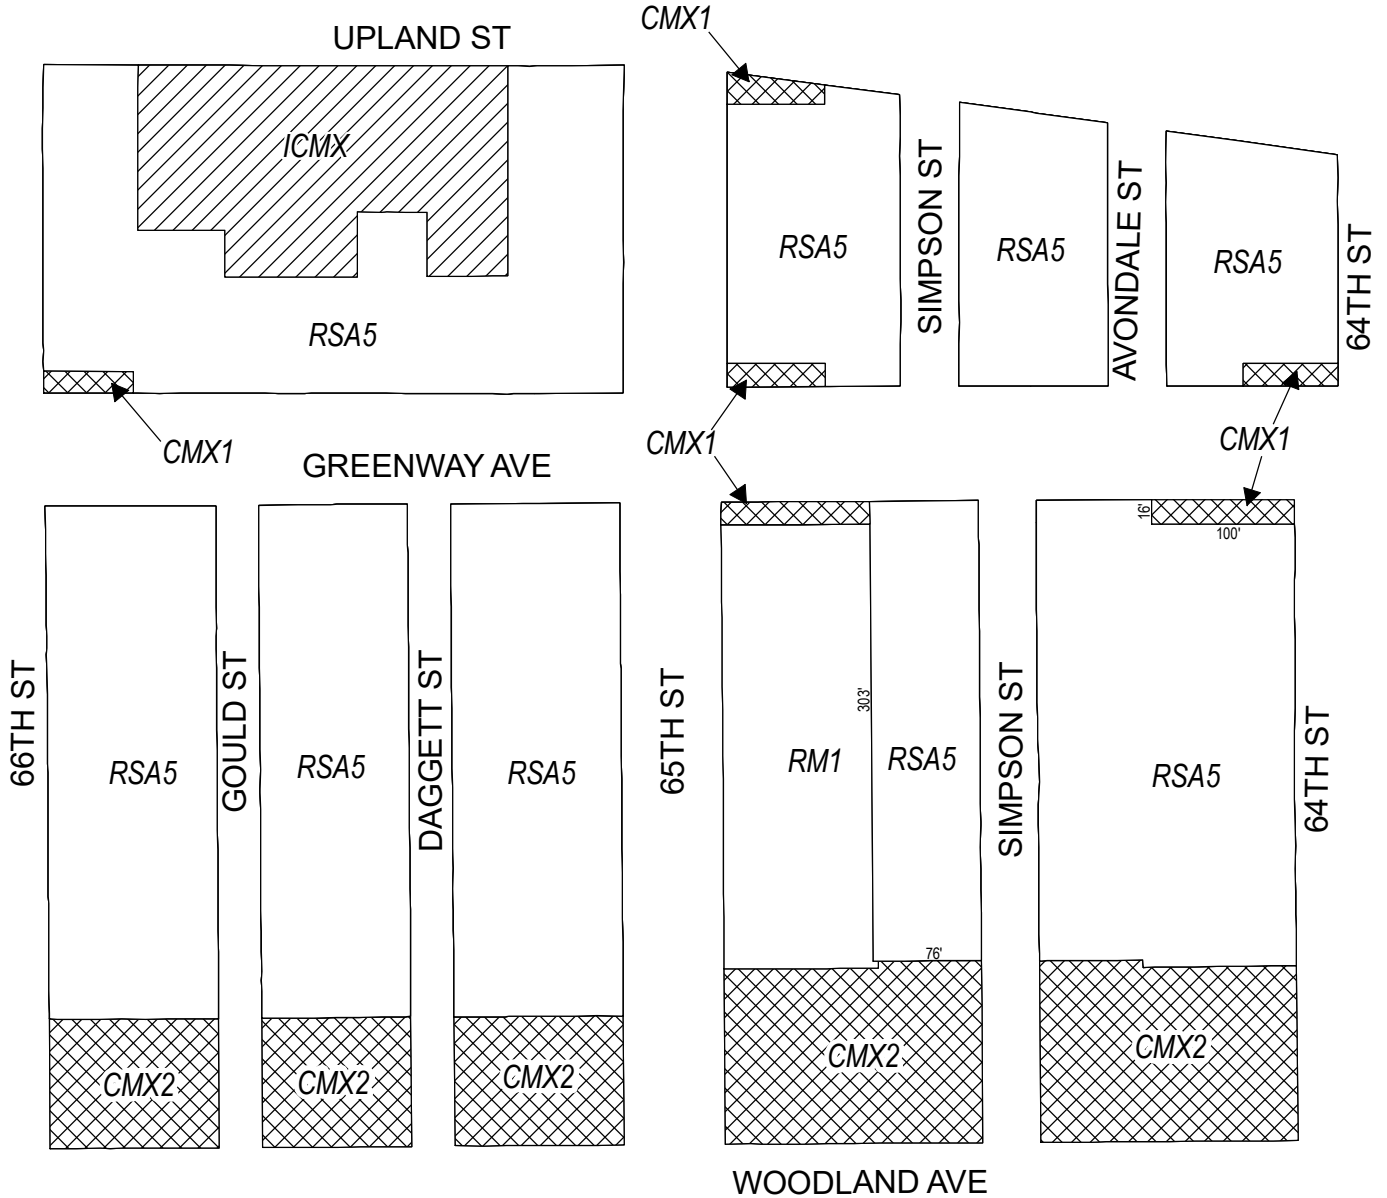 CMX1
UPLAND ST
ICMX
SIMPSON ST
AVONDALE ST
64TH ST
RSA5
RSA5
RSA5
RSA5
CMX1
CMX1
CMX1
GREENWAY AVE
16'
100'
66TH ST
GOULD ST
DAGGETT ST
65TH ST
303'
SIMPSON ST
64TH ST
RSA5
RSA5
RSA5
RM1
RSA5
RSA5
76'
CMX2
CMX2
CMX2
CMX2
CMX2
WOODLAND AVE